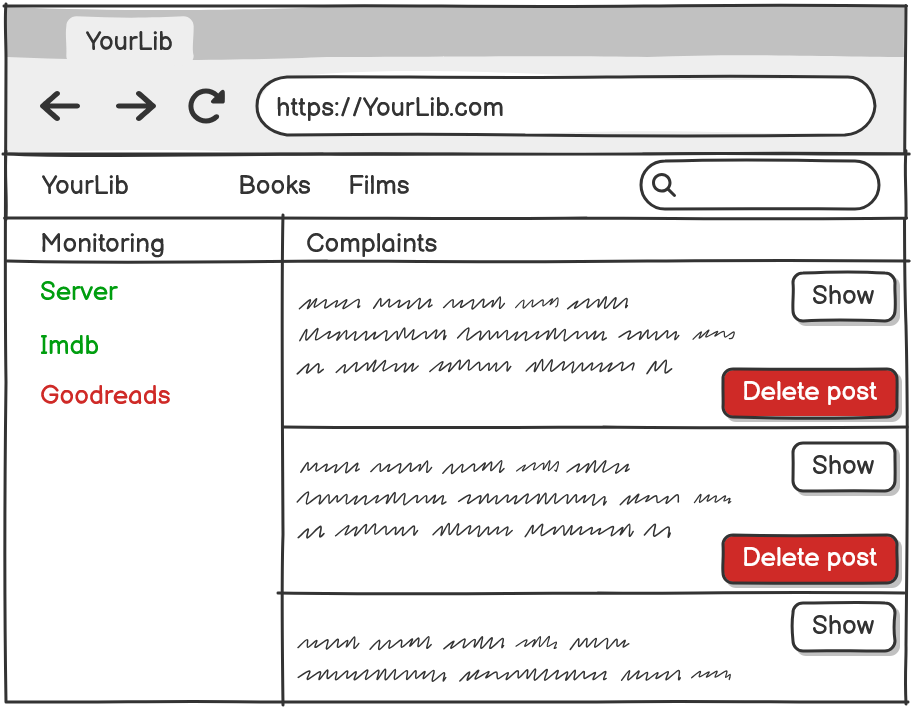 YourLib
https://YourLib.com
YourLib Books Films
Monitoring
Complaints
Server
Imdb
Goodreads
Show
Delete post
Show
Delete post
Show